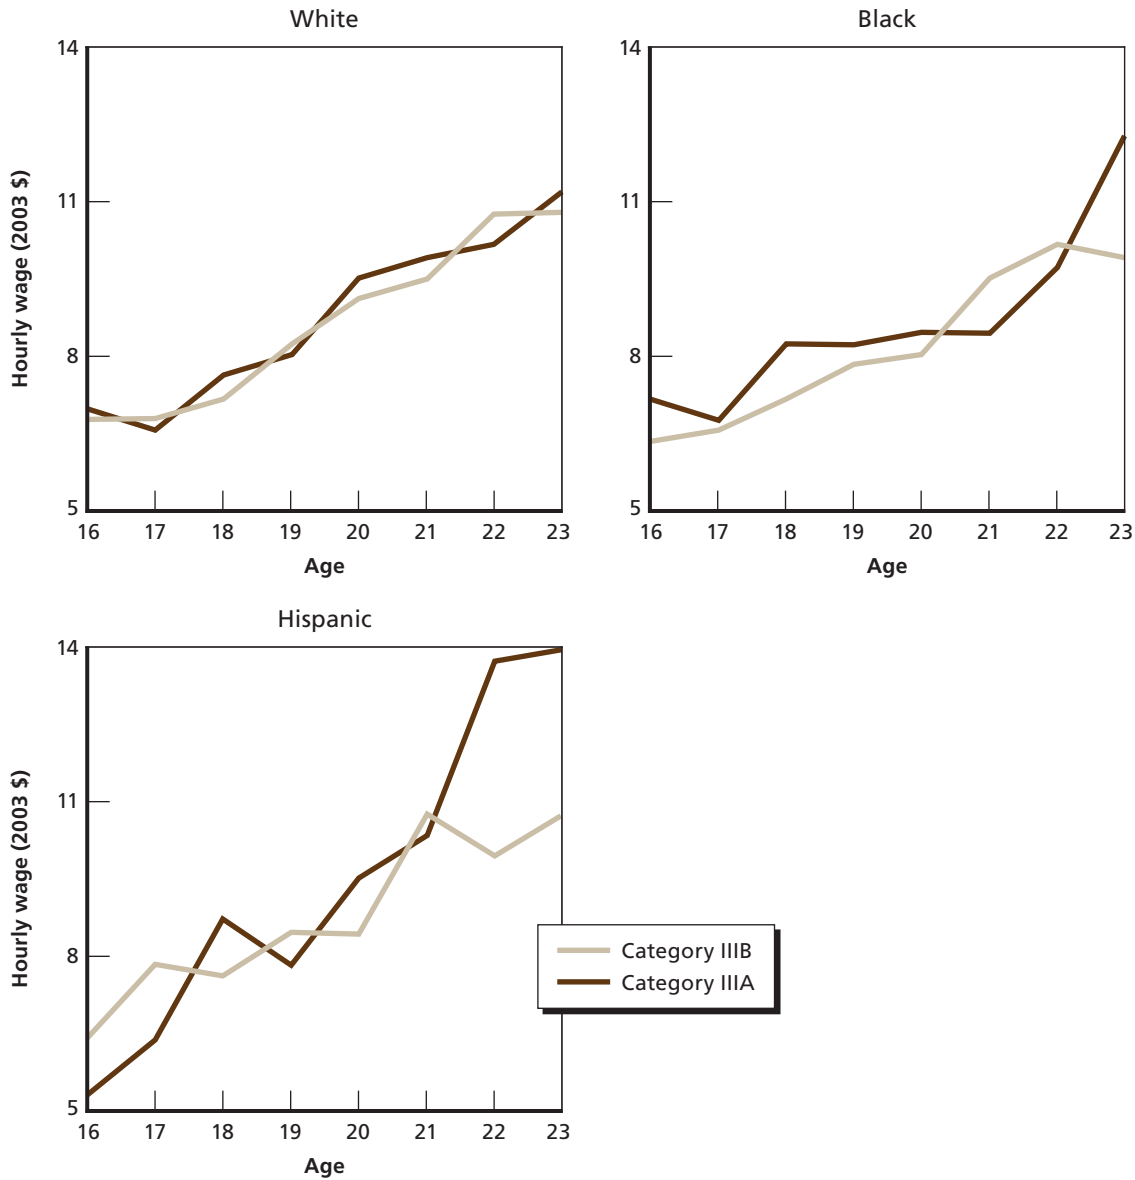 White
14
11
8
5
Hourly wage (2003 $)
16 17 18 19 20 21 22 23
Age
Black
14
11
8
5
16 17 18 19 20 21 22 23
Age
Hispanic
14
11
8
5
Hourly wage (2003 $)
16 17 18 19 20 21 22 23
Age
Category IIIB
Category IIIA